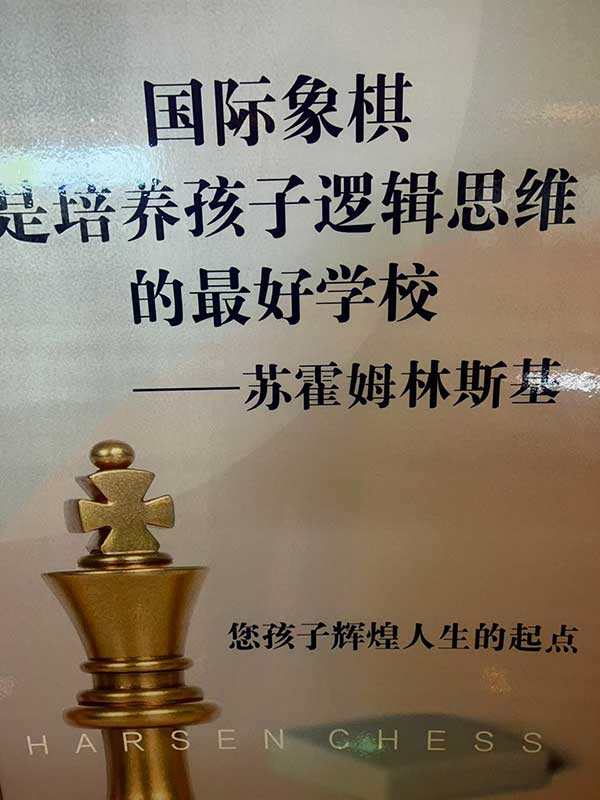 国际象棋
是培养孩子逻辑思维
的最好学校
——苏霍姆林斯基
您孩子辉煌人生的起点
HARSEN CHESS